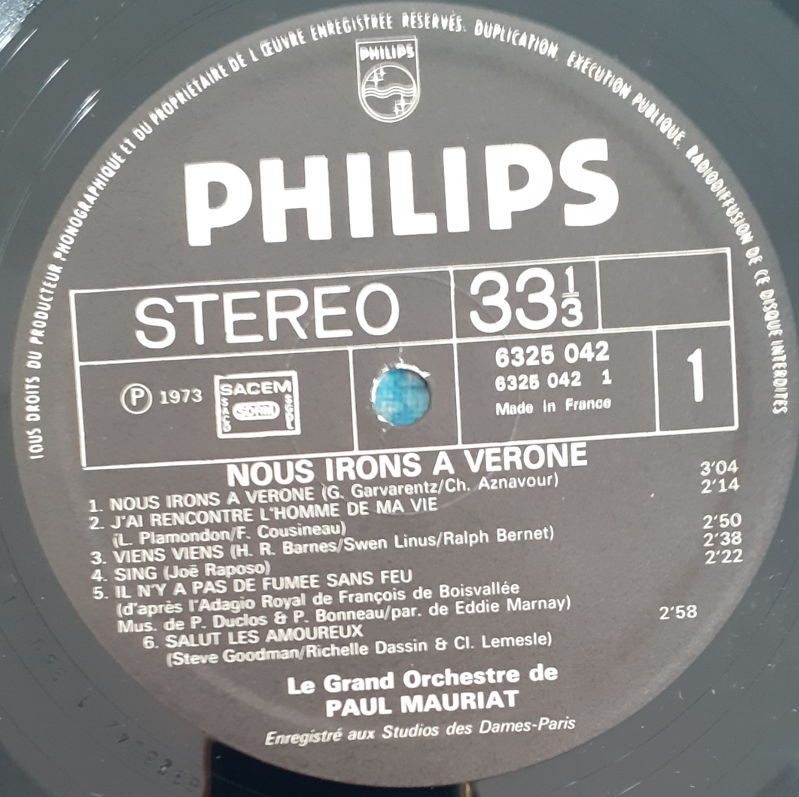 TOUS DROITS DU PRODUCTEUR PHONOGRAPHIQUE ET DU PROPRIÉTAIRE DE L'ŒUVRE ENREGISTRÉE RÉSERVÉS. DUPLICATION, EXÉCUTION PUBLIQUE, RADIODIFFUSION DE CE DISQUE INTERDITES
PHILIPS
PHILIPS
STEREO
33 1/3
6325 042
6325 042 1
Made in France
1
Ⓟ 1973
SACEM
SACD
SDRM
SGDL
NOUS IRONS A VERONE
1. NOUS IRONS A VERONE (G. Garvarentz/Ch. Aznavour) 3'04
2. J'AI RENCONTRE L'HOMME DE MA VIE 2'14
(L. Plamondon/F. Cousineau)
3. VIENS VIENS (H. R. Barnes/Swen Linus/Ralph Bernet) 2'50
4. SING (Joë Raposo) 2'38
5. IL N'Y A PAS DE FUMEE SANS FEU 2'22
(d'après l'Adagio Royal de François de Boisvallée
Mus. de P. Duclos & P. Bonneau/par. de Eddie Marnay)
6. SALUT LES AMOUREUX 2'58
(Steve Goodman/Richelle Dassin & Cl. Lemesle)
Le Grand Orchestre de
PAUL MAURIAT
Enregistré aux Studios des Dames-Paris